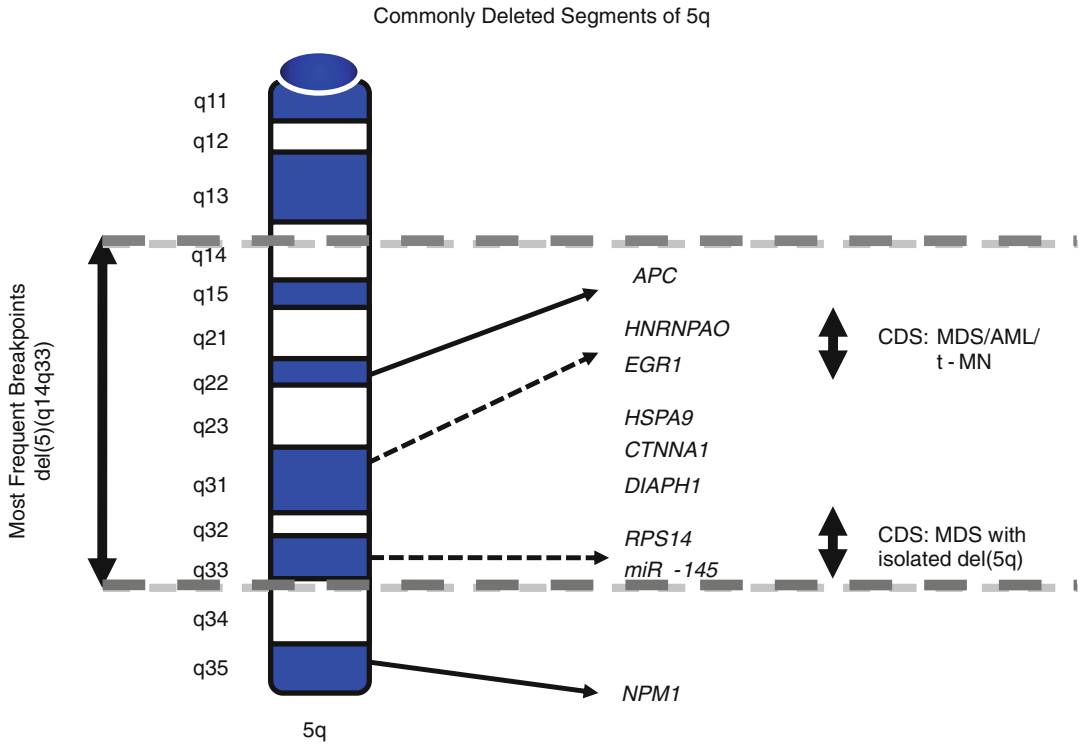 Commonly Deleted Segments of 5q
q11
q12
q13
q14
q15
q21
q22
q23
q31
q32
q33
q34
q35
5q
Most Frequent Breakpoints
del(5)(q14q33)
APC
HNRNPAO
EGR1
HSPA9
CTNNA1
DIAPH1
RPS14
miR -145
NPM1
CDS: MDS/AML/
t - MN
CDS: MDS with
isolated del(5q)